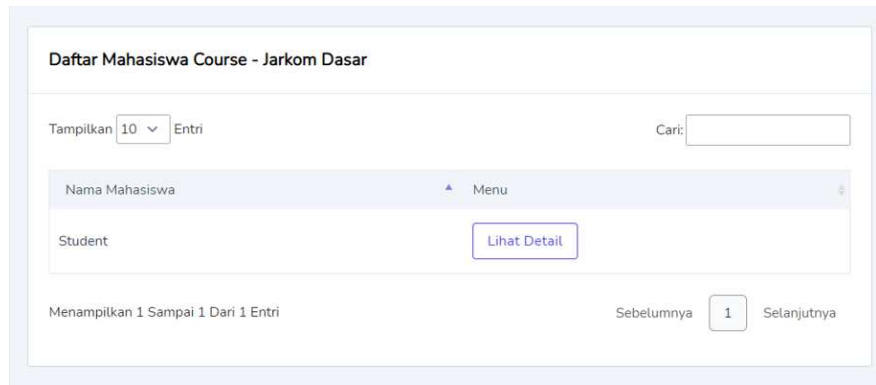 Daftar Mahasiswa Course - Jarkom Dasar
Tampilkan 10 Entri Cari:
Nama Mahasiswa Menu
Student Lihat Detail
Menampilkan 1 Sampai 1 Dari 1 Entri Sebelumnya 1 Selanjutnya